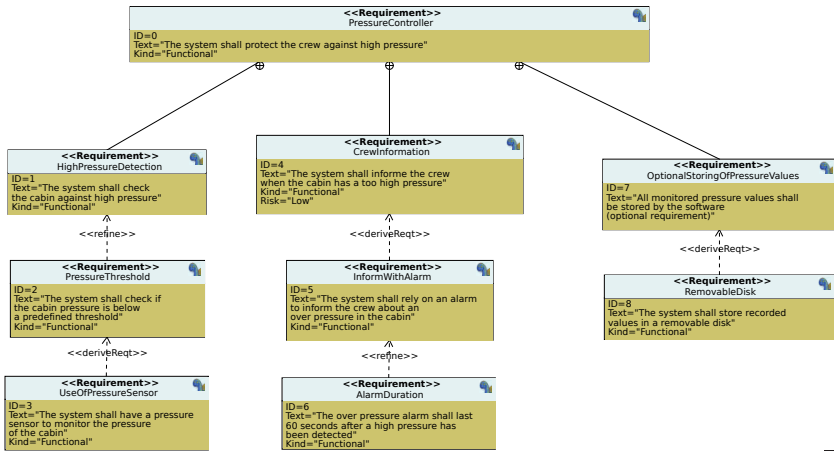 <<Requirement>>
PressureController
ID=0
Text="The system shall protect the crew against high pressure"
Kind="Functional"
<<Requirement>>
HighPressureDetection
ID=1
Text="The system shall check
the cabin against high pressure"
Kind="Functional"
<<refine>>
<<Requirement>>
PressureThreshold
ID=2
Text="The system shall check if
the cabin pressure is below
a predefined threshold"
Kind="Functional"
<<deriveReqt>>
<<Requirement>>
UseOfPressureSensor
ID=3
Text="The system shall have a pressure
sensor to monitor the pressure
of the cabin"
Kind="Functional"
<<Requirement>>
CrewInformation
ID=4
Text="The system shall informe the crew
when the cabin has a too high pressure"
Kind="Functional"
Risk="Low"
<<deriveReqt>>
<<Requirement>>
InformWithAlarm
ID=5
Text="The system shall rely on an alarm
to inform the crew about an
over pressure in the cabin"
Kind="Functional"
<<refine>>
<<Requirement>>
AlarmDuration
ID=6
Text="The over pressure alarm shall last
60 seconds after a high pressure has
been detected"
Kind="Functional"
<<Requirement>>
OptionalStoringOfPressureValues
ID=7
Text="All monitored pressure values shall
be stored by the software
(optional requirement)"
<<deriveReqt>>
<<Requirement>>
RemovableDisk
ID=8
Text="The system shall store recorded
values in a removable disk"
Kind="Functional"